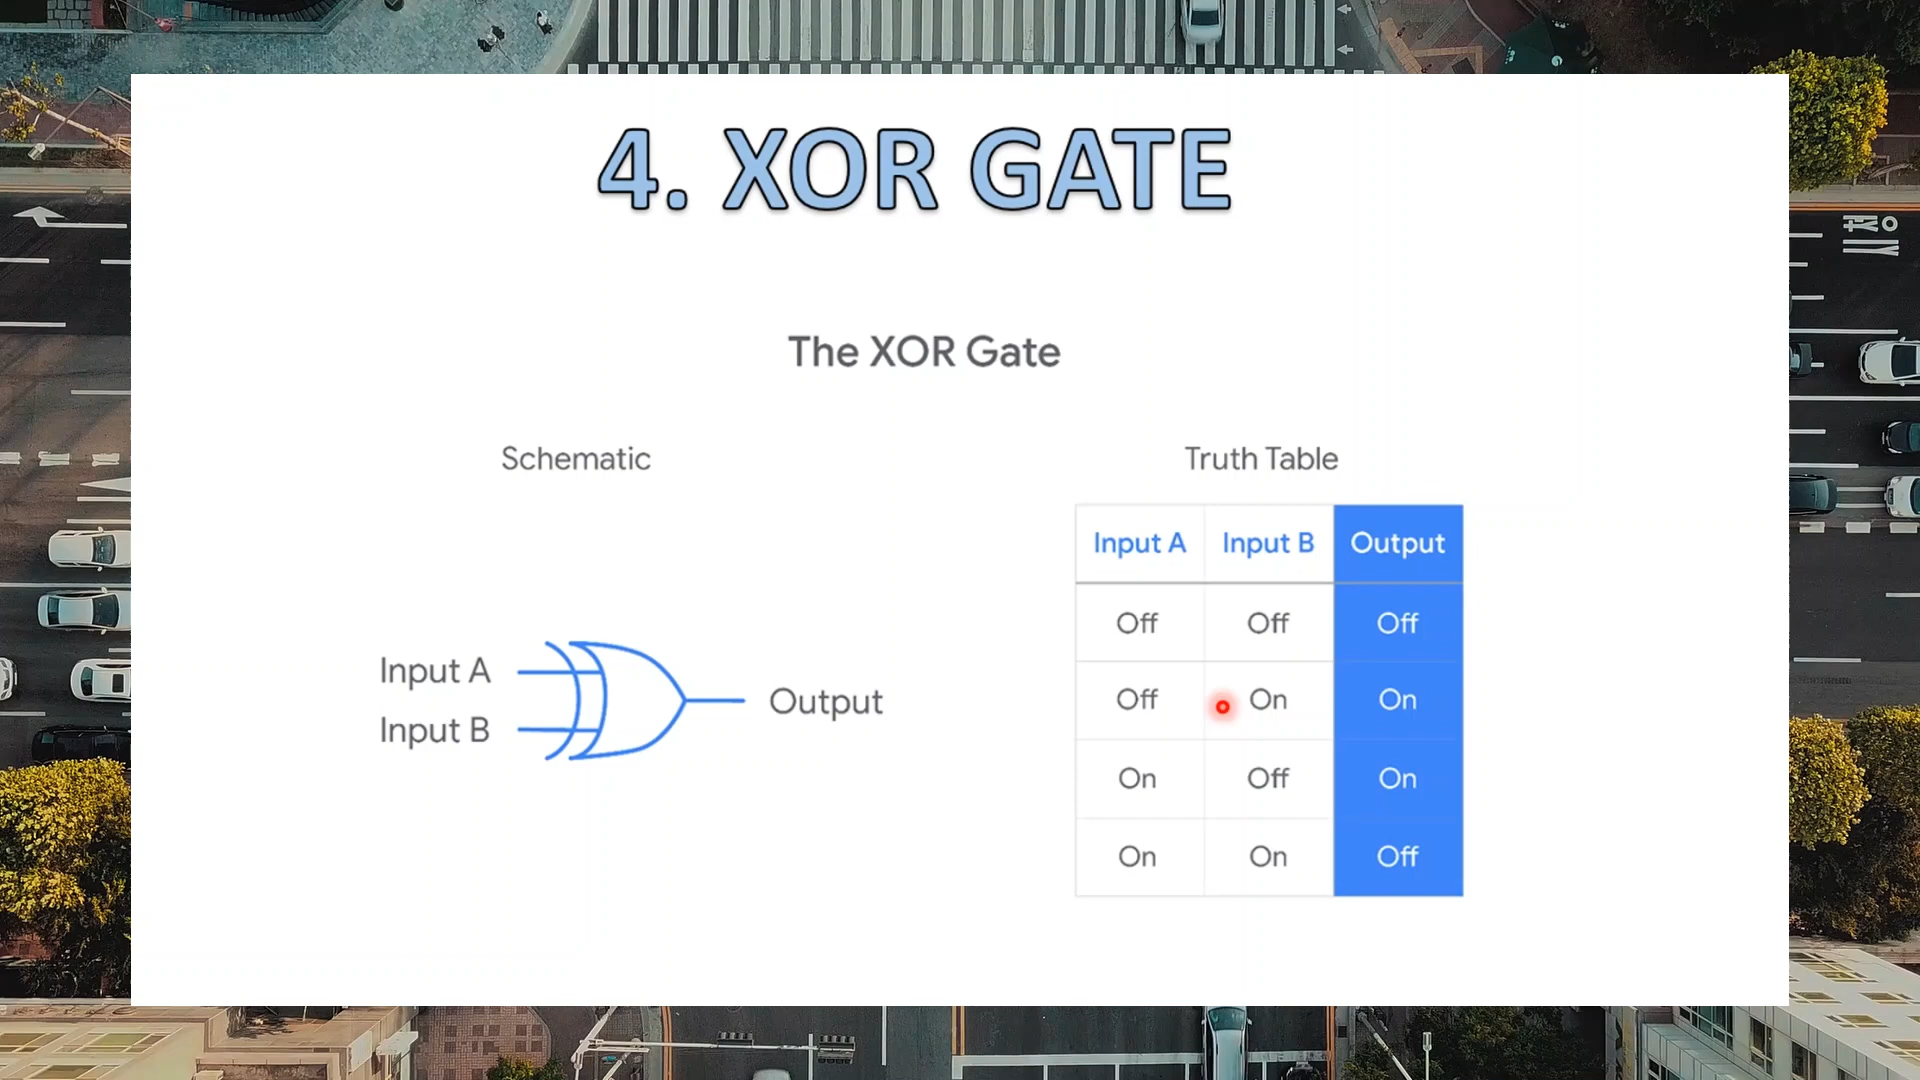 4. XOR GATE
The XOR Gate
Schematic
Input A
Input B
Output
Truth Table
Input A Input B Output
Off Off Off
Off On On
On Off On
On On Off